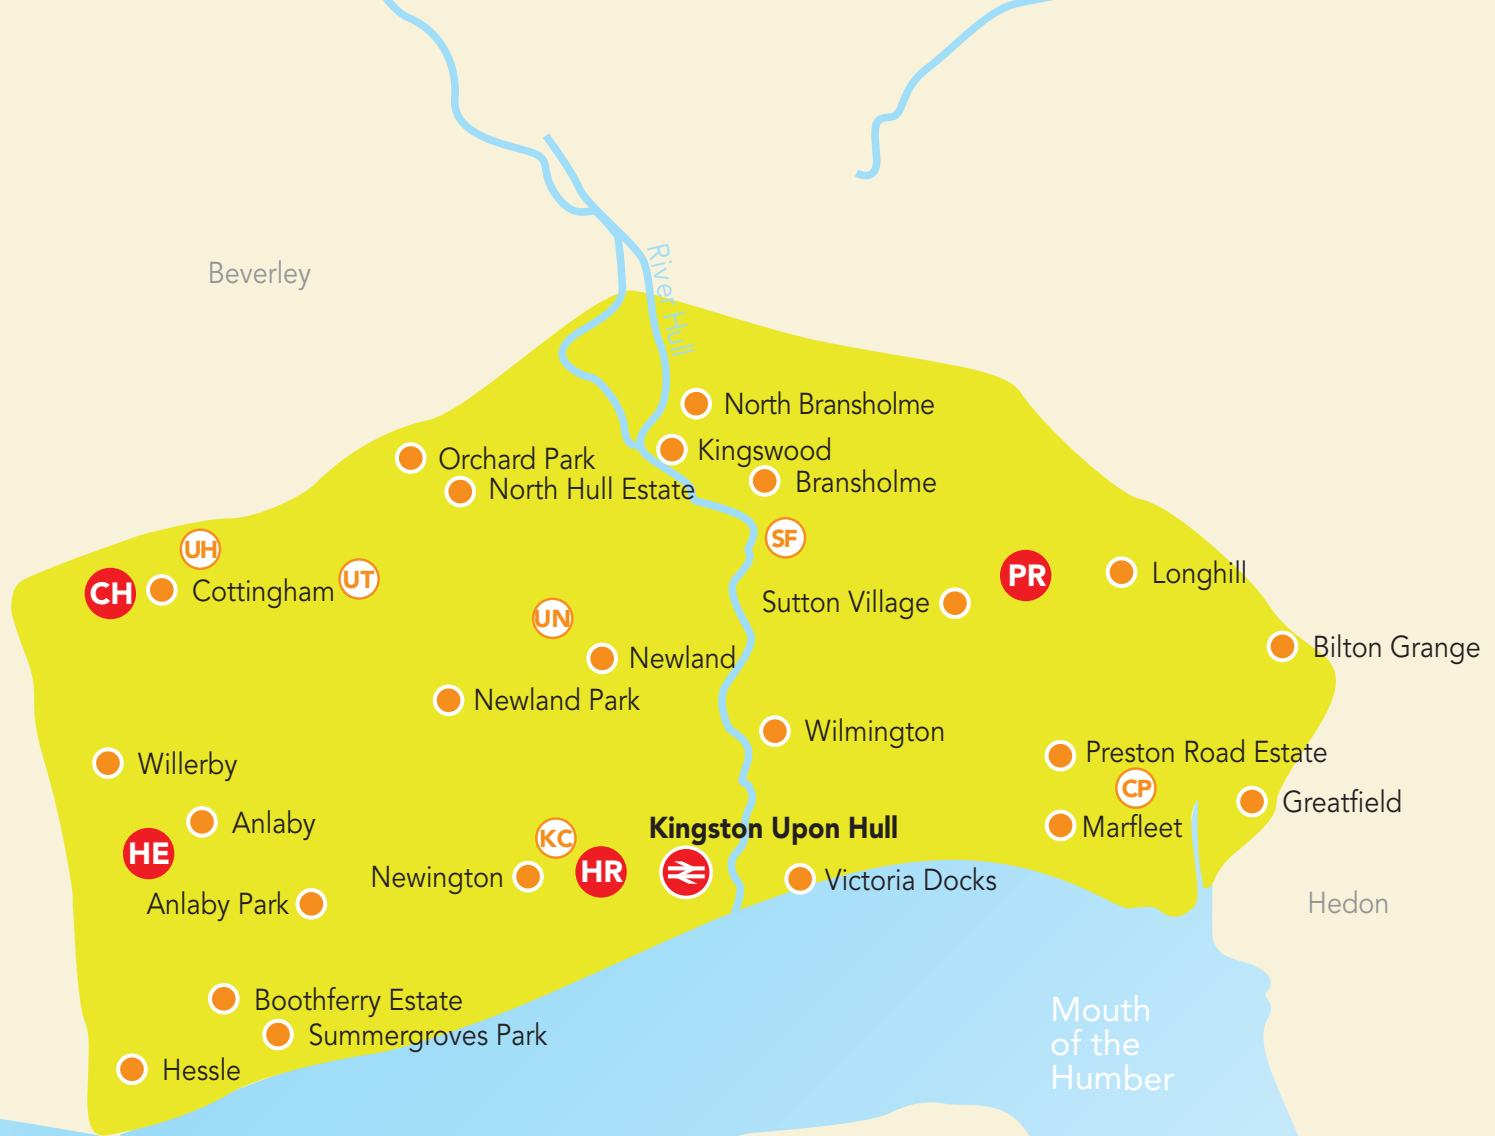 Beverley
River Hull
North Bransholme
Kingswood
Orchard Park
Bransholme
North Hull Estate
SF
UH
Longhill
PR
UT
CH
Cottingham
Sutton Village
UN
Bilton Grange
Newland
Newland Park
Wilmington
Preston Road Estate
Willerby
CP
Greatfield
Anlaby
Marfleet
Kingston Upon Hull
KC
HE
HR
Newington
Victoria Docks
Anlaby Park
Hedon
Boothferry Estate
Mouth
of the
Humber
Summergroves Park
Hessle